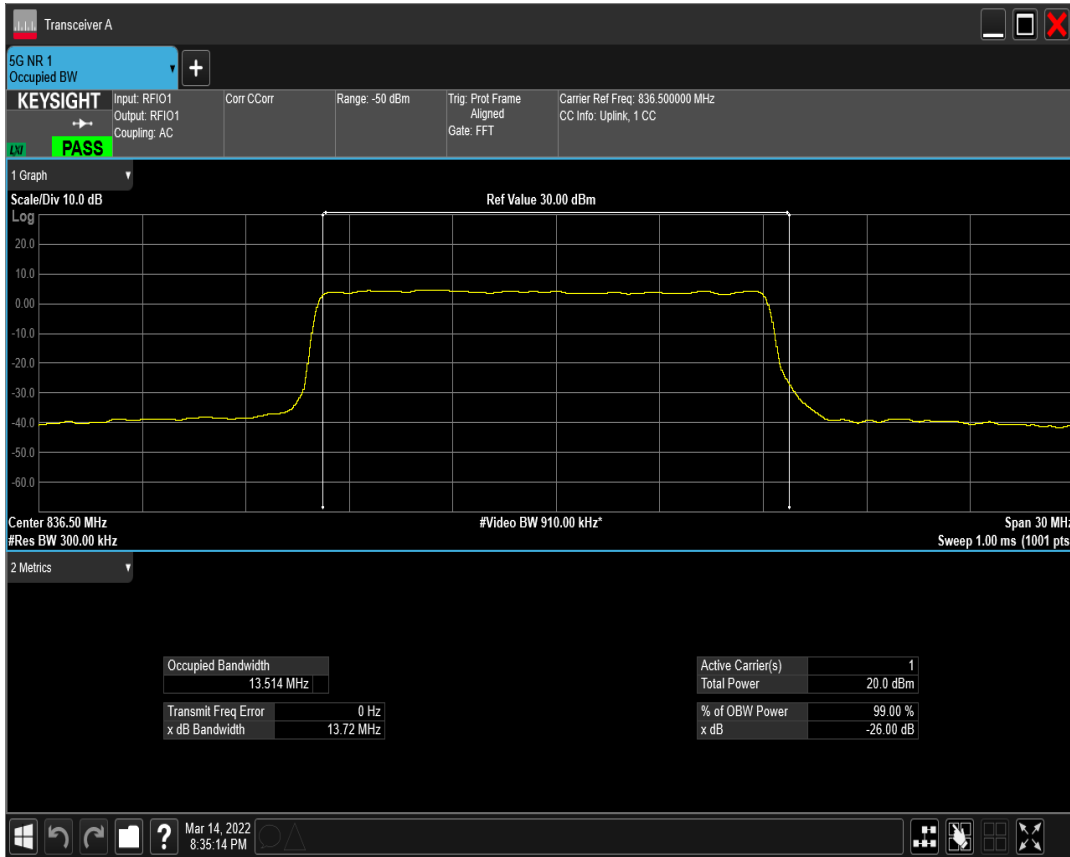 Transceiver A
5G NR 1
Occupied BW
KEYSIGHT
Input: RFIO1
Output: RFIO1
Coupling: AC
Corr CCorr
Range: -50 dBm
Trig: Prot Frame
Aligned
Gate: FFT
Carrier Ref Freq: 836.500000 MHz
CC Info: Uplink, 1 CC
LXI
PASS
1 Graph
Scale/Div 10.0 dB
Ref Value 30.00 dBm
Log
20.0
10.0
0.00
-10.0
-20.0
-30.0
-40.0
-50.0
-60.0
Center 836.50 MHz
#Video BW 910.00 kHz*
Span 30 MHz
#Res BW 300.00 kHz
Sweep 1.00 ms (1001 pts
2 Metrics
Occupied Bandwidth
13.514 MHz
Transmit Freq Error 0 Hz
x dB Bandwidth 13.72 MHz
Active Carrier(s) 1
Total Power 20.0 dBm
% of OBW Power 99.00 %
x dB -26.00 dB
Mar 14, 2022
8:35:14 PM